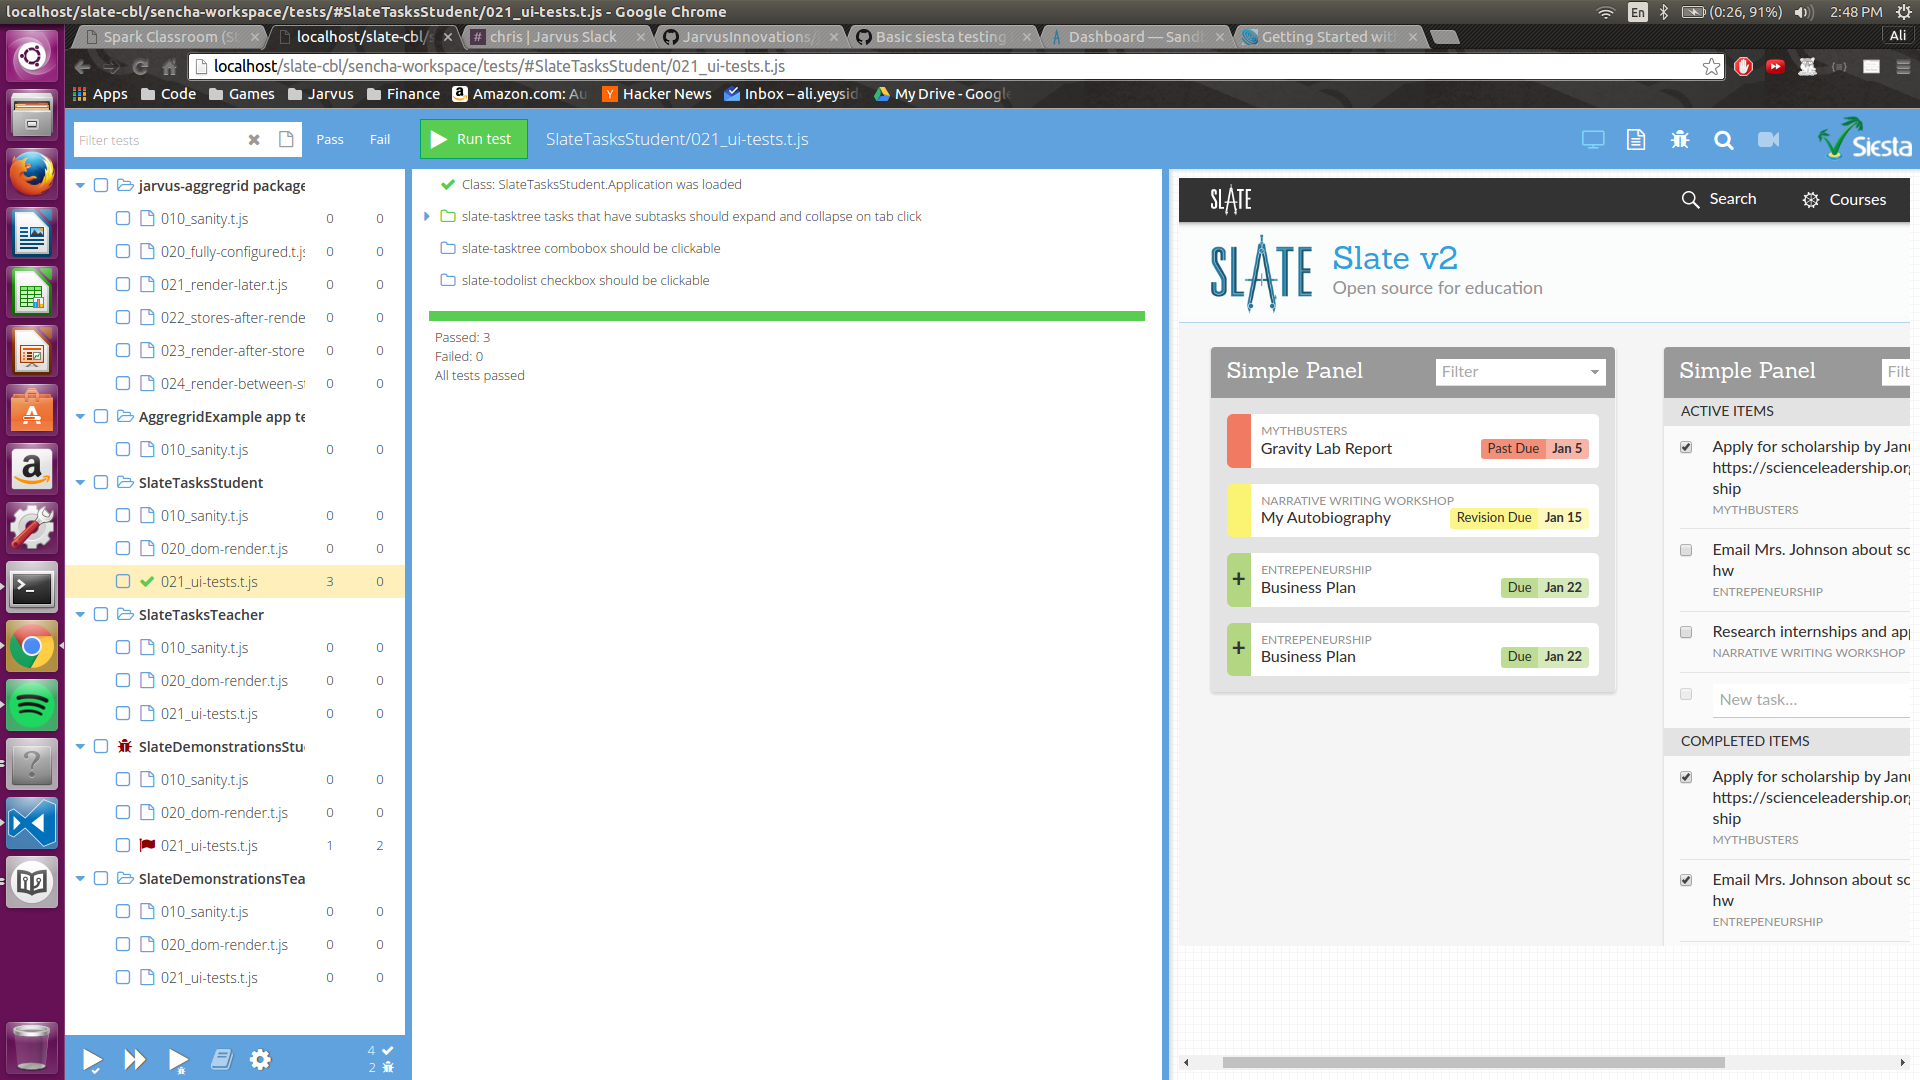 localhost/slate-cbl/sencha-workspace/tests/#SlateTasksStudent/021_ui-tests.t.js - Google Chrome
En
(0:26, 91%)
2:48 PM
Spark Classroom (S
localhost/slate-cbl/s
chris | Jarvus Slack
JarvusInnovations/
Basic siesta testing
Dashboard — Sand
Getting Started with
Ali
localhost/slate-cbl/sencha-workspace/tests/#SlateTasksStudent/021_ui-tests.t.js
Apps
Code
Games
Jarvus
Finance
Amazon.com: Au
Hacker News
Inbox – ali.yeysid
My Drive - Google
Filter tests
Pass
Fail
Run test
SlateTasksStudent/021_ui-tests.t.js
Siesta
jarvus-aggregrid package
010_sanity.t.js 0 0
020_fully-configured.t.js 0 0
021_render-later.t.js 0 0
022_stores-after-rende 0 0
023_render-after-store 0 0
024_render-between-st 0 0
AggregridExample app te
010_sanity.t.js 0 0
SlateTasksStudent
010_sanity.t.js 0 0
020_dom-render.t.js 0 0
021_ui-tests.t.js 3 0
SlateTasksTeacher
010_sanity.t.js 0 0
020_dom-render.t.js 0 0
021_ui-tests.t.js 0 0
SlateDemonstrationsStu
010_sanity.t.js 0 0
020_dom-render.t.js 0 0
021_ui-tests.t.js 1 2
SlateDemonstrationsTea
010_sanity.t.js 0 0
020_dom-render.t.js 0 0
021_ui-tests.t.js 0 0
4
2
Class: SlateTasksStudent.Application was loaded
slate-tasktree tasks that have subtasks should expand and collapse on tab click
slate-tasktree combobox should be clickable
slate-todolist checkbox should be clickable
Passed: 3
Failed: 0
All tests passed
SLATE
Search
Courses
SLATE
Slate v2
Open source for education
Simple Panel
Filter
MYTHBUSTERS
Gravity Lab Report
Past Due Jan 5
NARRATIVE WRITING WORKSHOP
My Autobiography
Revision Due Jan 15
+
ENTREPENEURSHIP
Business Plan
Due Jan 22
+
ENTREPENEURSHIP
Business Plan
Due Jan 22
Simple Panel
Filt
ACTIVE ITEMS
Apply for scholarship by Janu
https://scienceleadership.org
ship
MYTHBUSTERS
Email Mrs. Johnson about sc
hw
ENTREPENEURSHIP
Research internships and app
NARRATIVE WRITING WORKSHOP
New task...
COMPLETED ITEMS
Apply for scholarship by Janu
https://scienceleadership.org
ship
MYTHBUSTERS
Email Mrs. Johnson about sc
hw
ENTREPENEURSHIP